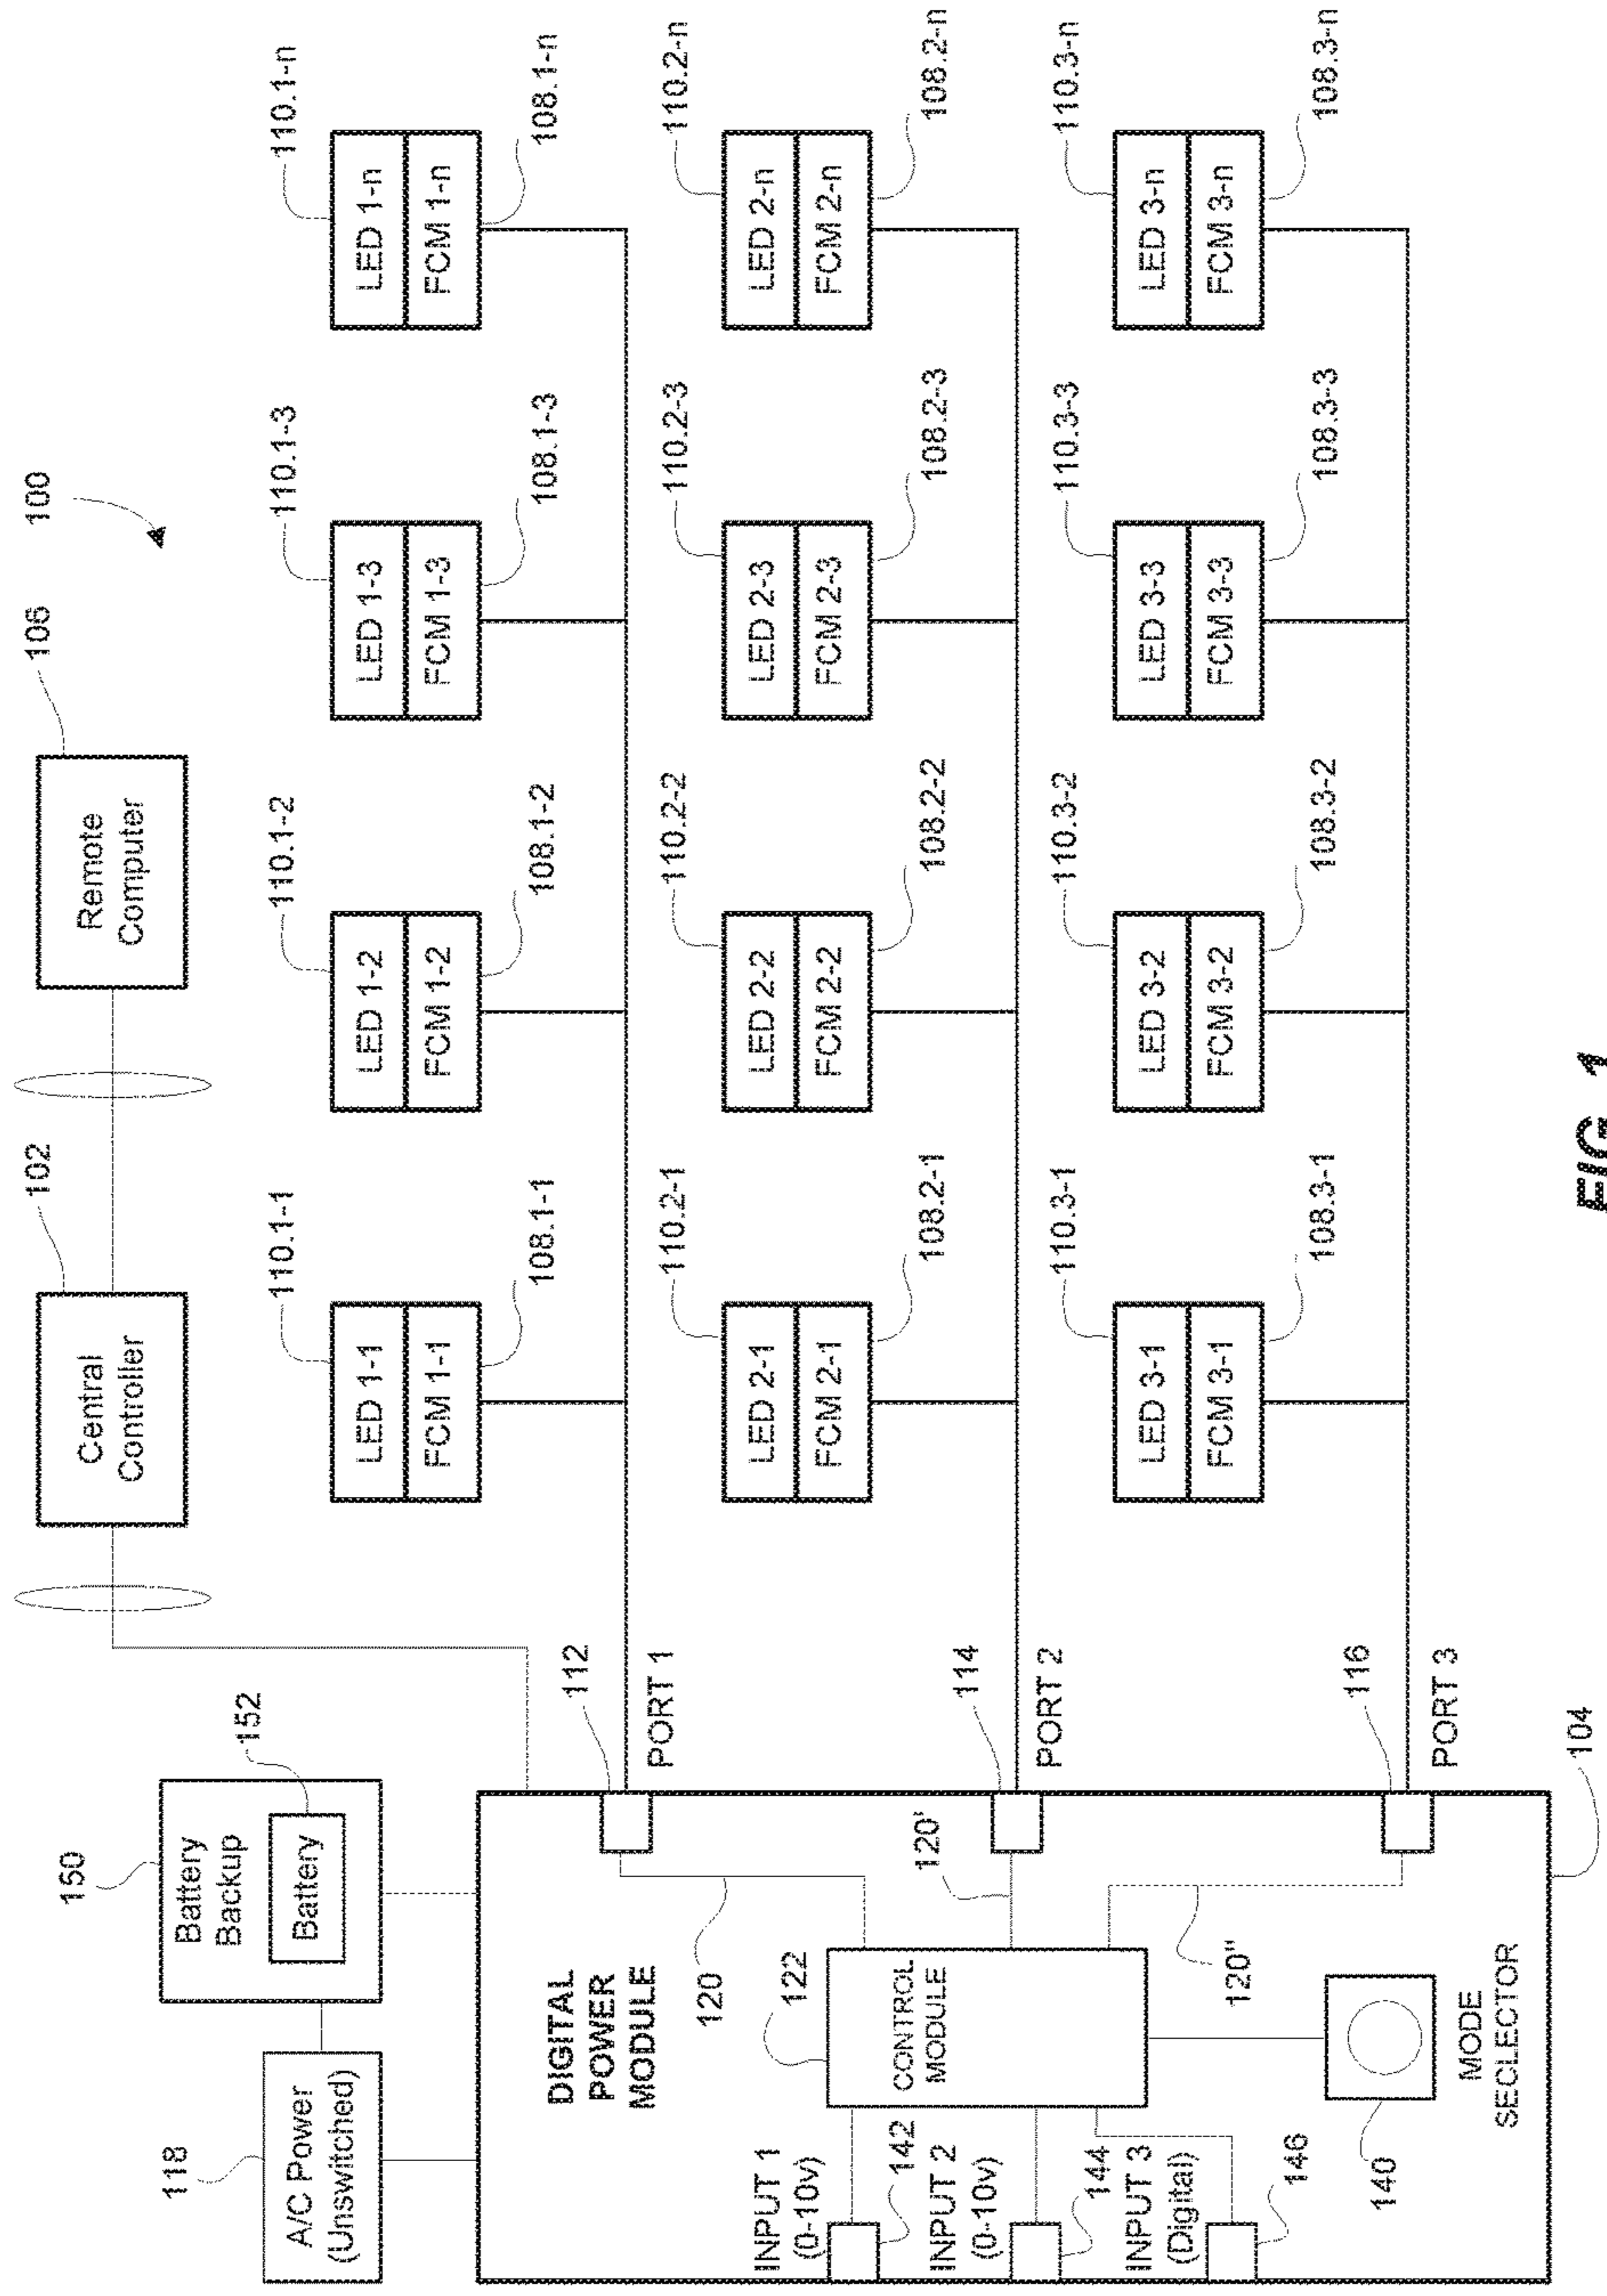 100
102
106
Central
Controller
Remote
Computer
118
A/C Power
(Unswitched)
150
Battery
Backup
152
Battery
DIGITAL
POWER
MODULE
INPUT 1
(0-10v)
142
INPUT 2
(0-10v)
144
INPUT 3
(Digital)
146
122
CONTROL
MODULE
120
120'
120"
140
MODE
SECLECTOR
104
112
PORT 1
114
PORT 2
116
PORT 3
110.1-1
LED 1-1
FCM 1-1
108.1-1
110.1-2
LED 1-2
FCM 1-2
108.1-2
110.1-3
LED 1-3
FCM 1-3
108.1-3
110.1-n
LED 1-n
FCM 1-n
108.1-n
110.2-1
LED 2-1
FCM 2-1
108.2-1
110.2-2
LED 2-2
FCM 2-2
108.2-2
110.2-3
LED 2-3
FCM 2-3
108.2-3
110.2-n
LED 2-n
FCM 2-n
108.2-n
110.3-1
LED 3-1
FCM 3-1
108.3-1
110.3-2
LED 3-2
FCM 3-2
108.3-2
110.3-3
LED 3-3
FCM 3-3
108.3-3
110.3-n
LED 3-n
FCM 3-n
108.3-n
FIG. 1